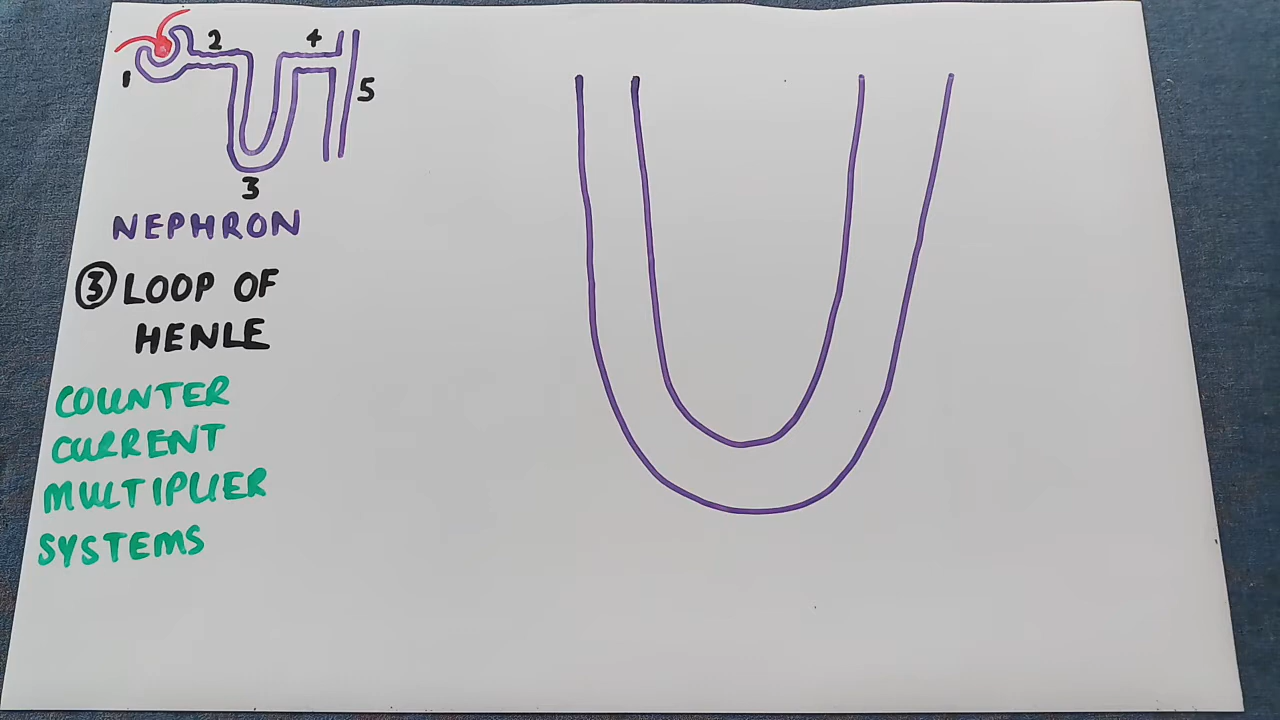 2
4
1
5
3
NEPHRON
③ LOOP OF
HENLE
COUNTER
CURRENT
MULTIPLIER
SYSTEMS